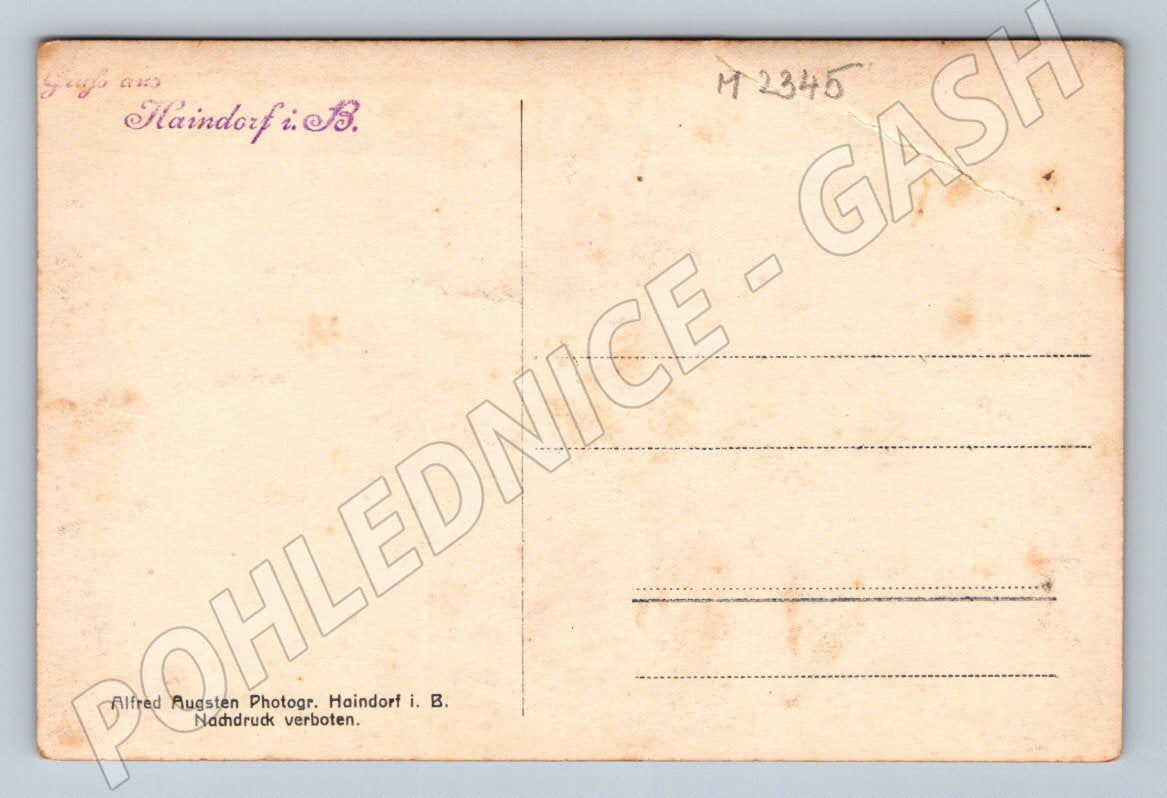 Gruß aus
Haindorf i. B.
M 2345
POHLEDNICE - GASH
Alfred Augsten Photogr. Haindorf i. B.
Nachdruck verboten.